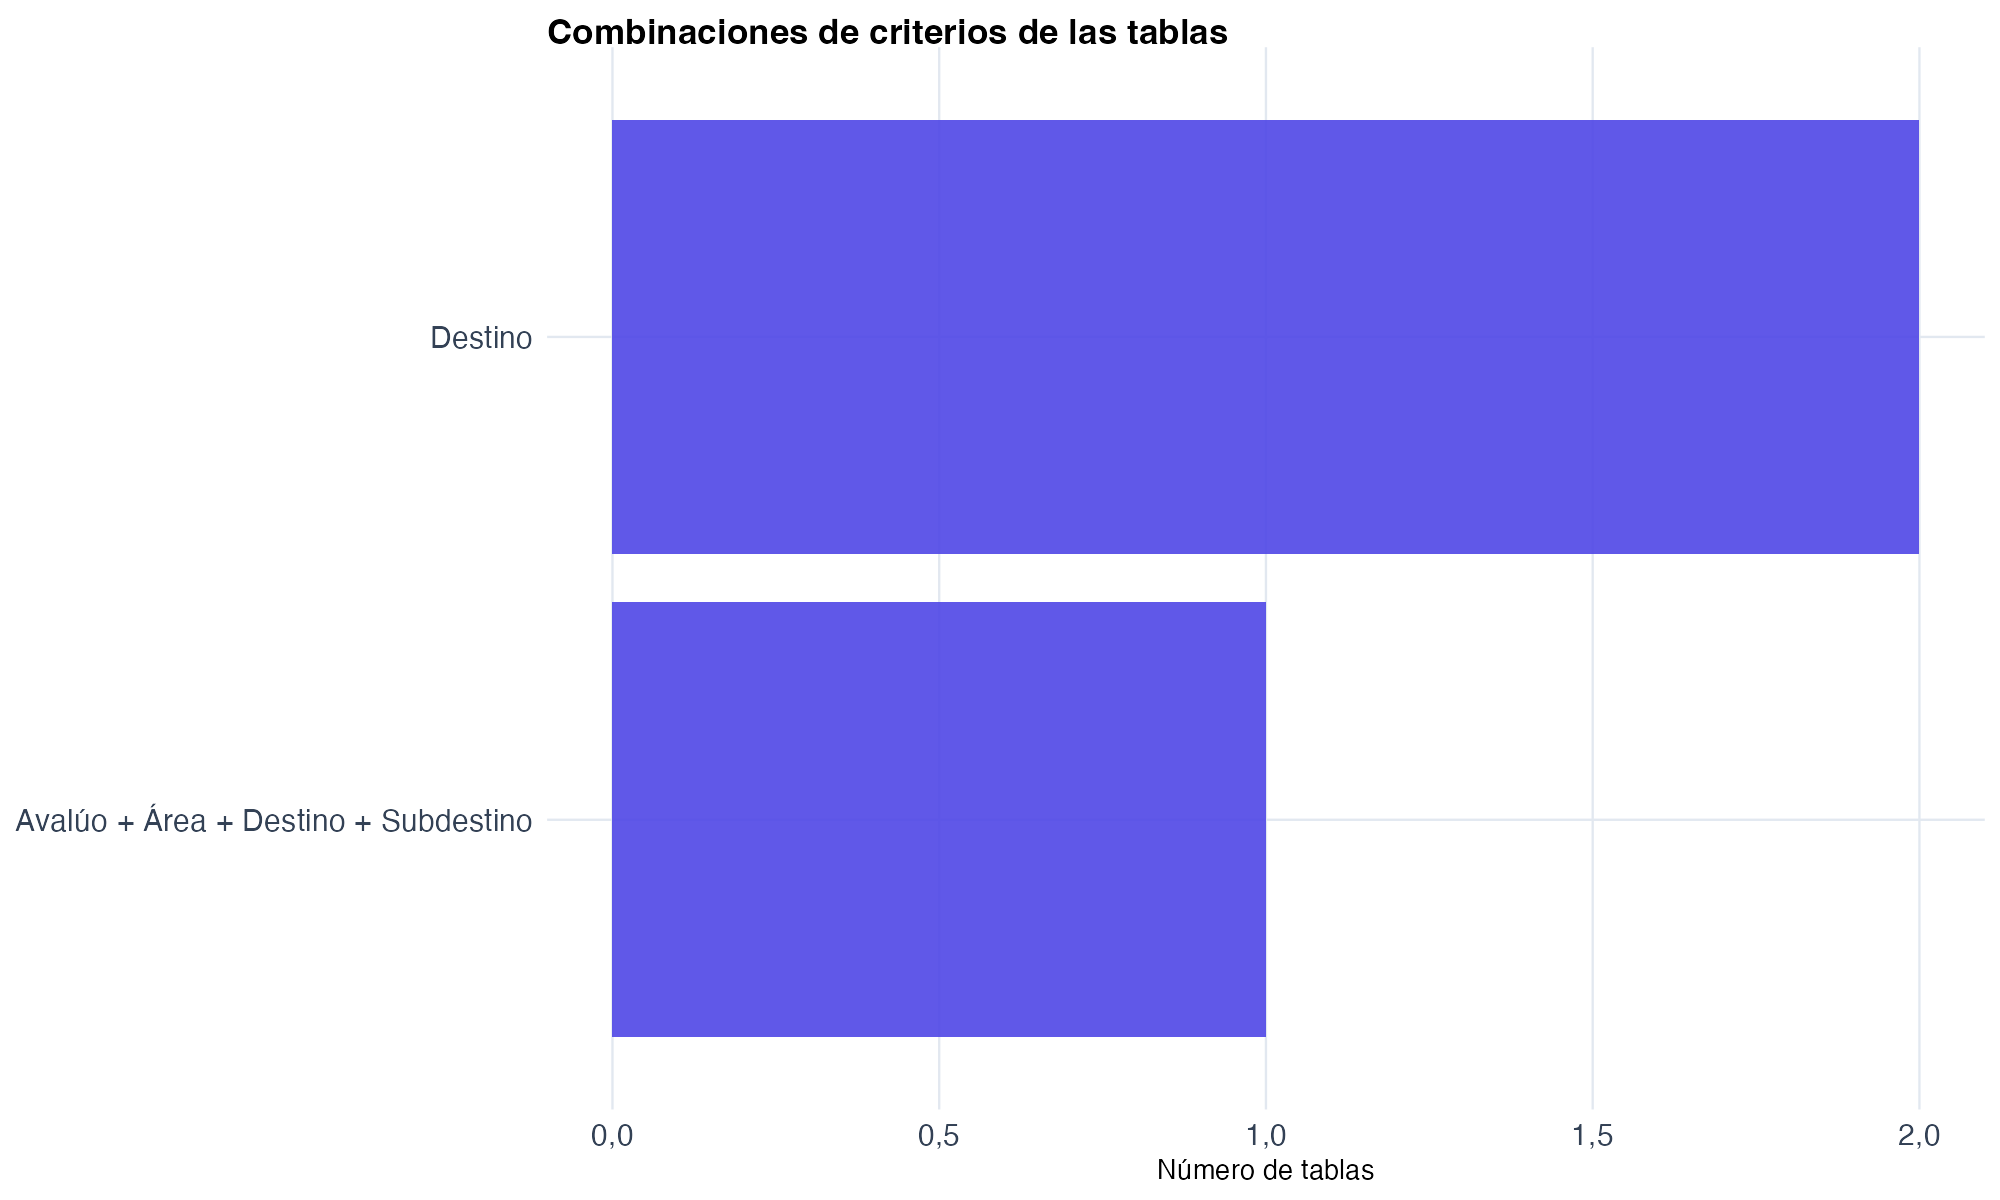 Combinaciones de criterios de las tablas
Destino
Avalúo + Área + Destino + Subdestino
0,0 0,5 1,0 1,5 2,0
Número de tablas